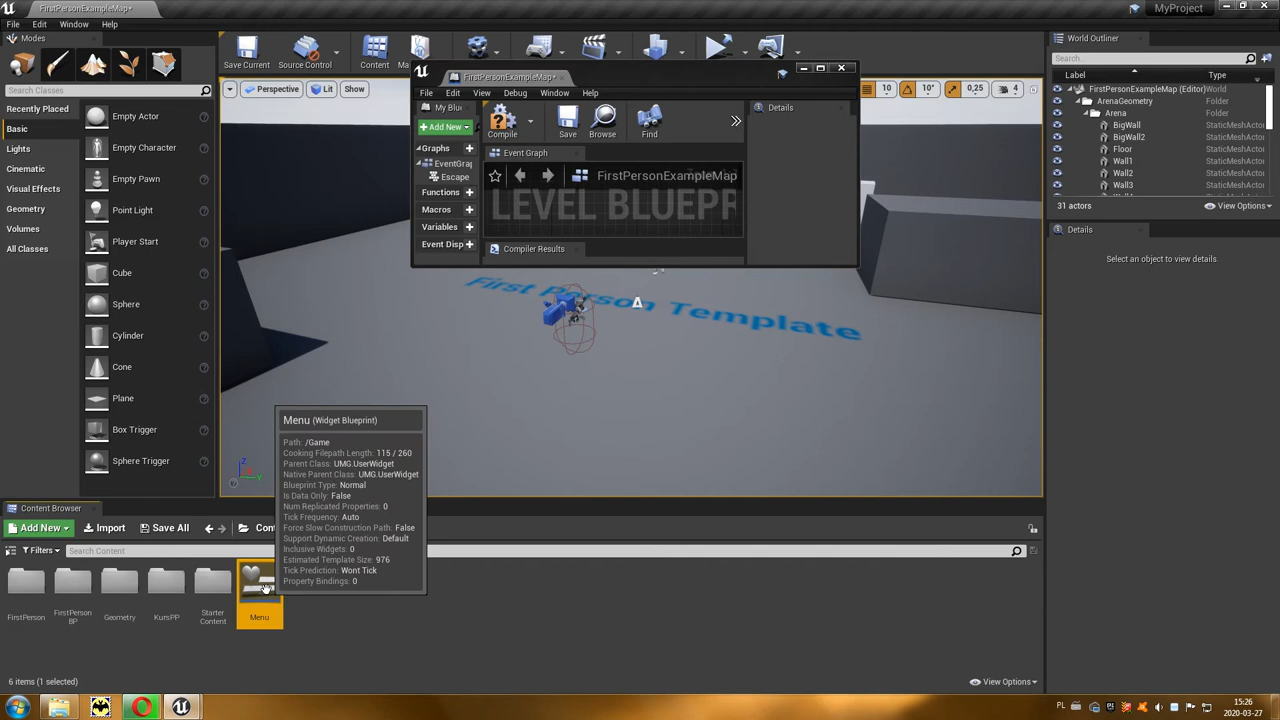 FirstPersonExampleMap*
MyProject
File Edit Window Help
Modes
Search Classes
Recently Placed
Basic
Lights
Cinematic
Visual Effects
Geometry
Volumes
All Classes
Empty Actor
Empty Character
Empty Pawn
Point Light
Player Start
Cube
Sphere
Cylinder
Cone
Plane
Box Trigger
Sphere Trigger
Save Current
Source Control
Content
Perspective
Lit
Show
10
10°
0,25
4
FirstPersonExampleMap*
File Edit View Debug Window Help
My Blu
Add New
Graphs
EventGrap
Escape
Functions
Macros
Variables
Event Disp
Compile
Save
Browse
Find
Event Graph
FirstPersonExampleMap
LEVEL BLUEPR
Compiler Results
Details
First Person Template
World Outliner
Search...
Label
Type
FirstPersonExampleMap (Editor)
World
ArenaGeometry
Folder
Arena
Folder
BigWall
StaticMeshActor
BigWall2
StaticMeshActor
Floor
StaticMeshActor
Wall1
StaticMeshActor
Wall2
StaticMeshActor
Wall3
StaticMeshActor
31 actors
View Options
Details
Select an object to view details.
Menu (Widget Blueprint)
Path: /Game
Cooking Filepath Length: 115 / 260
Parent Class: UMG.UserWidget
Native Parent Class: UMG.UserWidget
Blueprint Type: Normal
Is Data Only: False
Num Replicated Properties: 0
Tick Frequency: Auto
Force Slow Construction Path: False
Support Dynamic Creation: Default
Inclusive Widgets: 0
Estimated Template Size: 976
Tick Prediction: Wont Tick
Property Bindings: 0
Content Browser
Add New
Import
Save All
Cont
Filters
Search Content
FirstPerson
FirstPerson
BP
Geometry
KursPP
Starter
Content
Menu
6 items (1 selected)
View Options
PL
15:26
2020-03-27